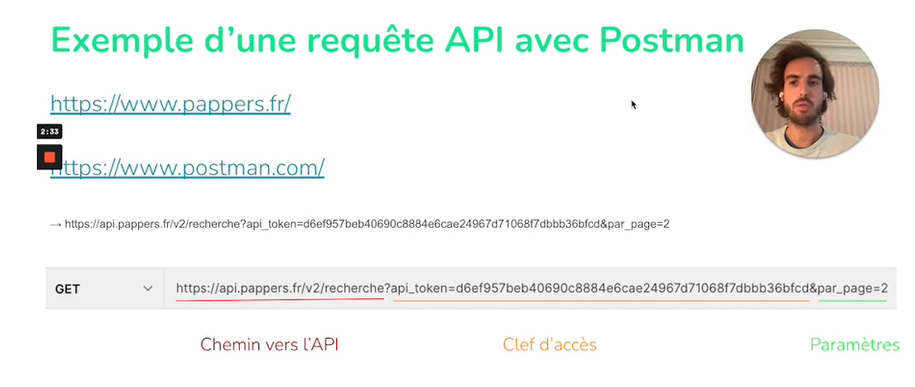 Exemple d'une requête API avec Postman
https://www.pappers.fr/
2:33
https://www.postman.com/
→ https://api.pappers.fr/v2/recherche?api_token=d6ef957beb40690c8884e6cae24967d71068f7dbbb36bfcd&par_page=2
GET https://api.pappers.fr/v2/recherche?api_token=d6ef957beb40690c8884e6cae24967d71068f7dbbb36bfcd&par_page=2
Chemin vers l'API Clef d'accès Paramètres